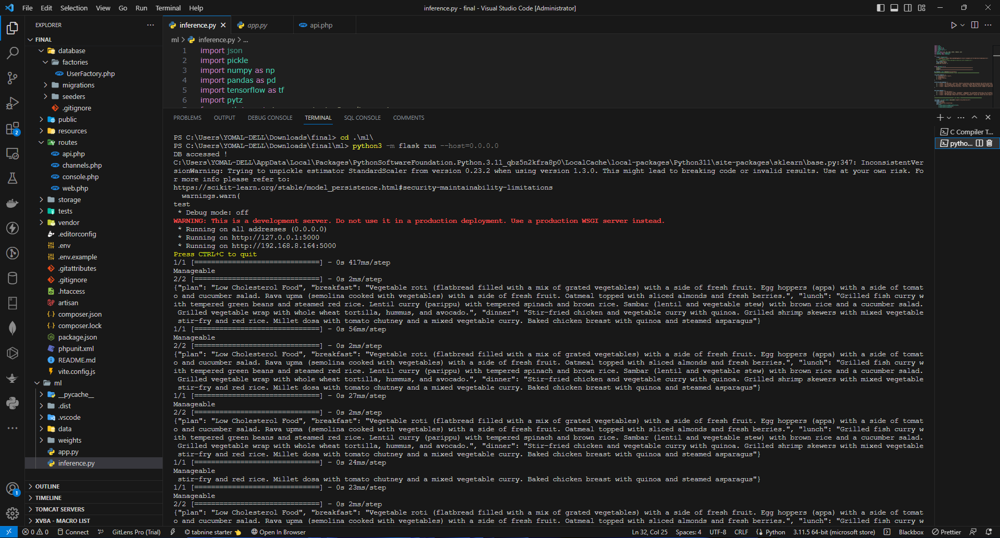 File Edit Selection View Go Run Terminal Help
inference.py - final - Visual Studio Code [Administrator]
EXPLORER
FINAL
database
factories
UserFactory.php
migrations
seeders
.gitignore
public
resources
routes
api.php
channels.php
console.php
web.php
storage
tests
vendor
.editorconfig
.env
.env.example
.gitattributes
.gitignore
.htaccess
artisan
composer.json
composer.lock
package.json
phpunit.xml
README.md
vite.config.js
ml
__pycache__
.dist
.vscode
data
weights
app.py
inference.py
OUTLINE
TIMELINE
TOMCAT SERVERS
XVBA - MACRO LIST
2
1
inference.py app.py api.php
ml > inference.py > ...
1 import json
2 import pickle
3 import numpy as np
4 import pandas as pd
5 import tensorflow as tf
6 import pytz
PROBLEMS OUTPUT DEBUG CONSOLE TERMINAL SQL CONSOLE COMMENTS
C Compiler T...
pytho...
PS C:\Users\YOMAL-DELL\Downloads\final> cd .\ml\
PS C:\Users\YOMAL-DELL\Downloads\final\ml> python3 -m flask run --host=0.0.0.0
DB accessed !
C:\Users\YOMAL-DELL\AppData\Local\Packages\PythonSoftwareFoundation.Python.3.11_qbz5n2kfra8p0\LocalCache\local-packages\Python311\site-packages\sklearn\base.py:347: InconsistentVer
sionWarning: Trying to unpickle estimator StandardScaler from version 0.23.2 when using version 1.3.0. This might lead to breaking code or invalid results. Use at your own risk. Fo
r more info please refer to:
https://scikit-learn.org/stable/model_persistence.html#security-maintainability-limitations
warnings.warn(
test
* Debug mode: off
WARNING: This is a development server. Do not use it in a production deployment. Use a production WSGI server instead.
* Running on all addresses (0.0.0.0)
* Running on http://127.0.0.1:5000
* Running on http://192.168.8.164:5000
Press CTRL+C to quit
1/1 [==============================] - 0s 417ms/step
Manageable
2/2 [==============================] - 0s 2ms/step
{"plan": "Low Cholesterol Food", "breakfast": "Vegetable roti (flatbread filled with a mix of grated vegetables) with a side of fresh fruit. Egg hoppers (appa) with a side of tomat
o and cucumber salad. Rava upma (semolina cooked with vegetables) with a side of fresh fruit. Oatmeal topped with sliced almonds and fresh berries.", "lunch": "Grilled fish curry w
ith tempered green beans and steamed red rice. Lentil curry (parippu) with tempered spinach and brown rice. Sambar (lentil and vegetable stew) with brown rice and a cucumber salad.
Grilled vegetable wrap with whole wheat tortilla, hummus, and avocado.", "dinner": "Stir-fried chicken and vegetable curry with quinoa. Grilled shrimp skewers with mixed vegetable
stir-fry and red rice. Millet dosa with tomato chutney and a mixed vegetable curry. Baked chicken breast with quinoa and steamed asparagus"}
1/1 [==============================] - 0s 56ms/step
Manageable
2/2 [==============================] - 0s 2ms/step
{"plan": "Low Cholesterol Food", "breakfast": "Vegetable roti (flatbread filled with a mix of grated vegetables) with a side of fresh fruit. Egg hoppers (appa) with a side of tomat
o and cucumber salad. Rava upma (semolina cooked with vegetables) with a side of fresh fruit. Oatmeal topped with sliced almonds and fresh berries.", "lunch": "Grilled fish curry w
ith tempered green beans and steamed red rice. Lentil curry (parippu) with tempered spinach and brown rice. Sambar (lentil and vegetable stew) with brown rice and a cucumber salad.
Grilled vegetable wrap with whole wheat tortilla, hummus, and avocado.", "dinner": "Stir-fried chicken and vegetable curry with quinoa. Grilled shrimp skewers with mixed vegetable
stir-fry and red rice. Millet dosa with tomato chutney and a mixed vegetable curry. Baked chicken breast with quinoa and steamed asparagus"}
1/1 [==============================] - 0s 27ms/step
Manageable
2/2 [==============================] - 0s 2ms/step
{"plan": "Low Cholesterol Food", "breakfast": "Vegetable roti (flatbread filled with a mix of grated vegetables) with a side of fresh fruit. Egg hoppers (appa) with a side of tomat
o and cucumber salad. Rava upma (semolina cooked with vegetables) with a side of fresh fruit. Oatmeal topped with sliced almonds and fresh berries.", "lunch": "Grilled fish curry w
ith tempered green beans and steamed red rice. Lentil curry (parippu) with tempered spinach and brown rice. Sambar (lentil and vegetable stew) with brown rice and a cucumber salad.
Grilled vegetable wrap with whole wheat tortilla, hummus, and avocado.", "dinner": "Stir-fried chicken and vegetable curry with quinoa. Grilled shrimp skewers with mixed vegetable
stir-fry and red rice. Millet dosa with tomato chutney and a mixed vegetable curry. Baked chicken breast with quinoa and steamed asparagus"}
1/1 [==============================] - 0s 24ms/step
Manageable
stir-fry and red rice. Millet dosa with tomato chutney and a mixed vegetable curry. Baked chicken breast with quinoa and steamed asparagus"}
1/1 [==============================] - 0s 23ms/step
Manageable
2/2 [==============================] - 0s 2ms/step
{"plan": "Low Cholesterol Food", "breakfast": "Vegetable roti (flatbread filled with a mix of grated vegetables) with a side of fresh fruit. Egg hoppers (appa) with a side of tomat
o and cucumber salad. Rava upma (semolina cooked with vegetables) with a side of fresh fruit. Oatmeal topped with sliced almonds and fresh berries.", "lunch": "Grilled fish curry w
0 0 Connect GitLens Pro (Trial) tabnine starter Open In Browser Ln 32, Col 25 Spaces: 4 UTF-8 CRLF Python 3.11.5 64-bit (microsoft store) Blackbox Prettier